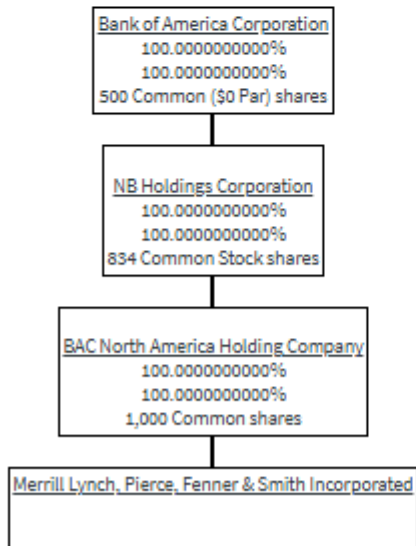 Bank of America Corporation
100.0000000000%
100.0000000000%
500 Common ($0 Par) shares
NB Holdings Corporation
100.0000000000%
100.0000000000%
834 Common Stock shares
BAC North America Holding Company
100.0000000000%
100.0000000000%
1,000 Common shares
Merrill Lynch, Pierce, Fenner & Smith Incorporated